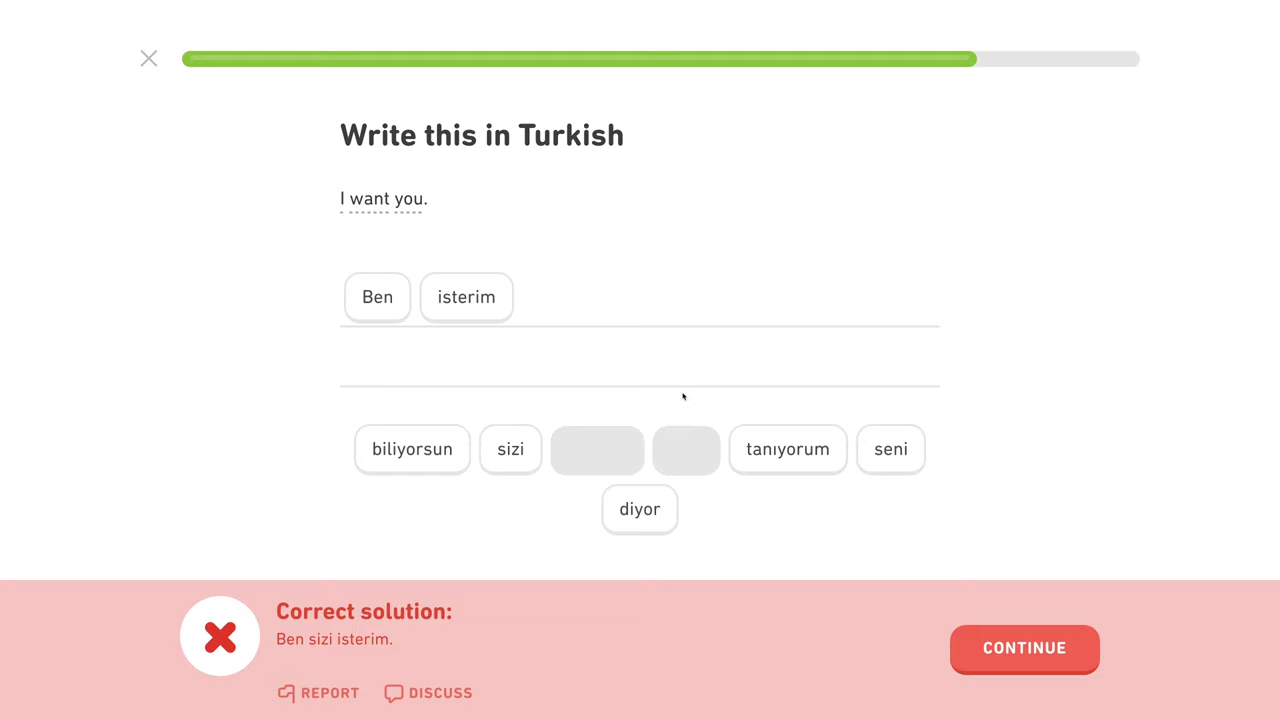 Write this in Turkish
I want you.
Ben isterim
biliyorsun sizi tanıyorum seni
diyor
Correct solution:
Ben sizi isterim.
CONTINUE
REPORT DISCUSS